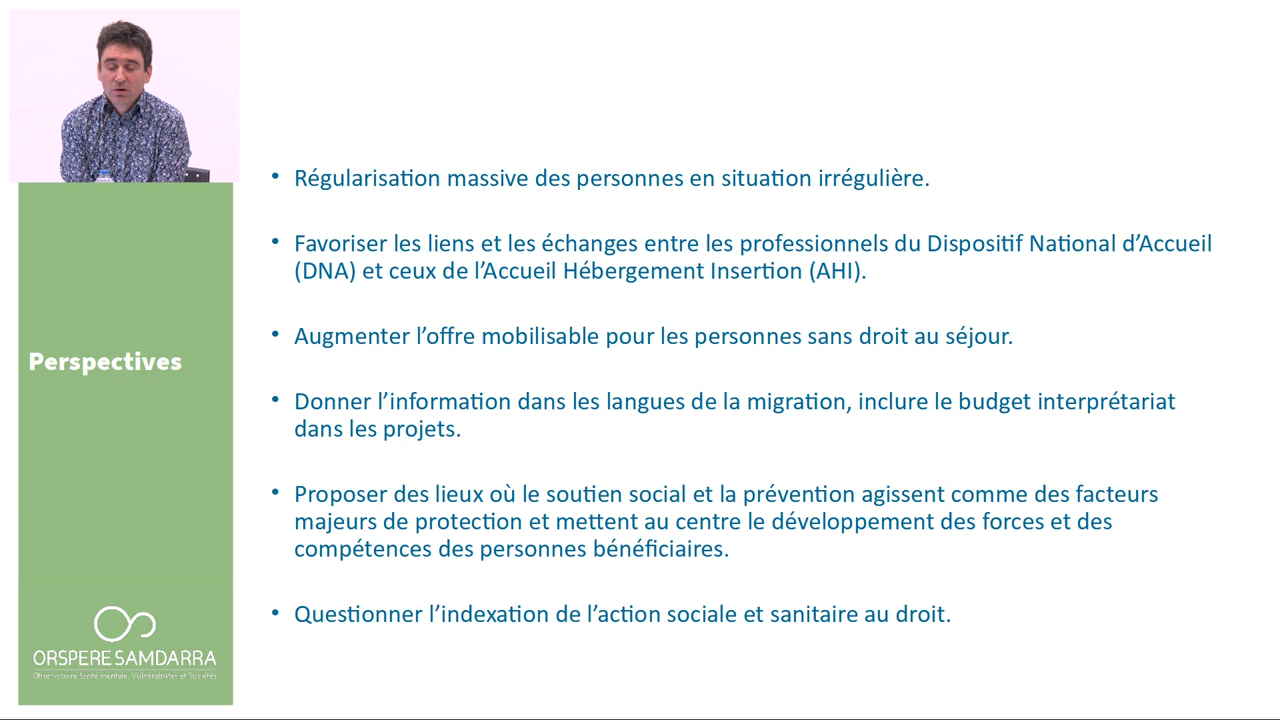 Perspectives
ORSPERE SAMDARRA
Observatoire Santé mentale, Vulnérabilités et Sociétés
• Régularisation massive des personnes en situation irrégulière.
• Favoriser les liens et les échanges entre les professionnels du Dispositif National d’Accueil
(DNA) et ceux de l’Accueil Hébergement Insertion (AHI).
• Augmenter l’offre mobilisable pour les personnes sans droit au séjour.
• Donner l’information dans les langues de la migration, inclure le budget interprétariat
dans les projets.
• Proposer des lieux où le soutien social et la prévention agissent comme des facteurs
majeurs de protection et mettent au centre le développement des forces et des
compétences des personnes bénéficiaires.
• Questionner l’indexation de l’action sociale et sanitaire au droit.